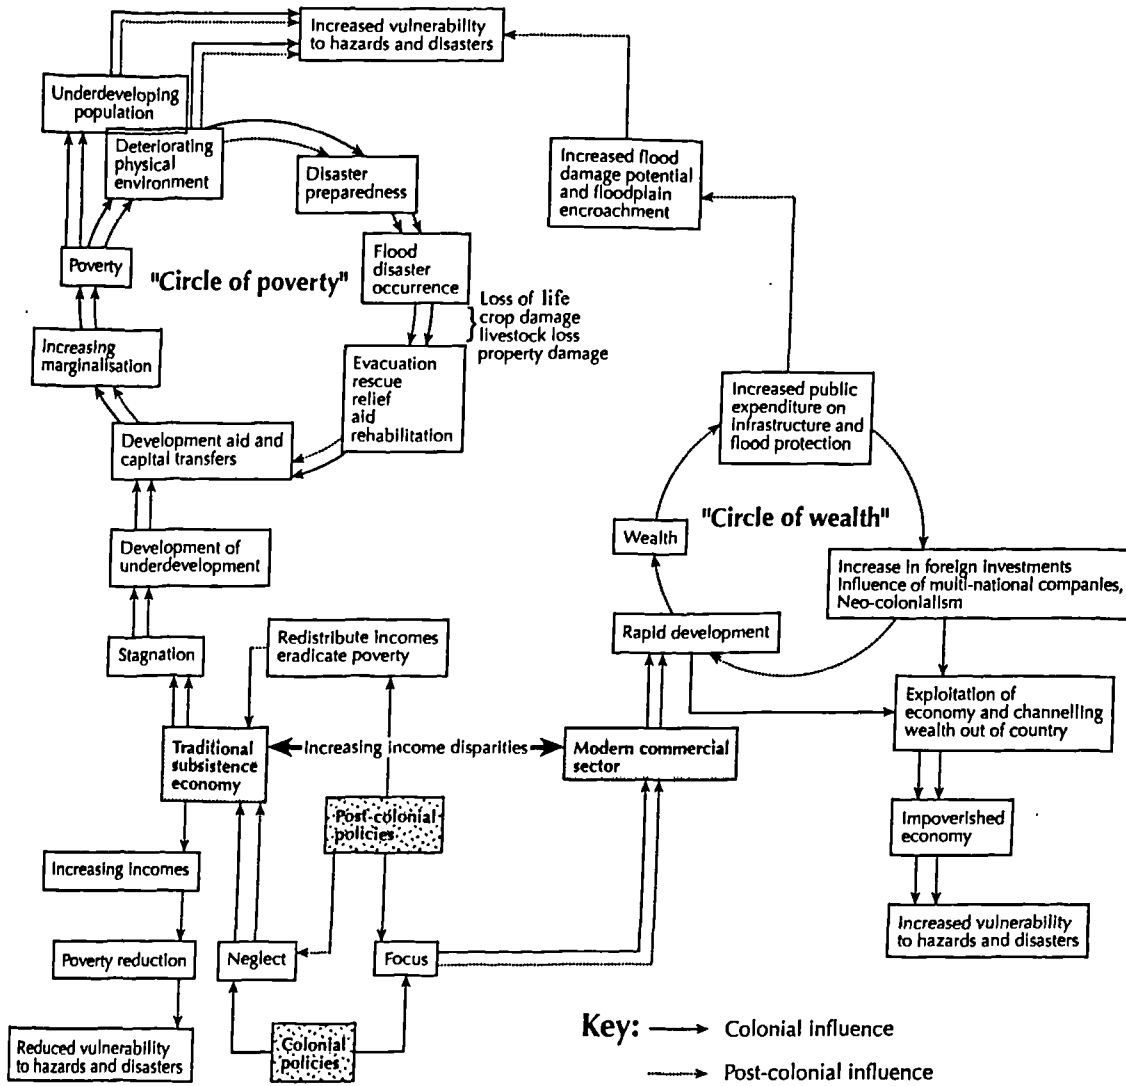 Increased vulnerability
to hazards and disasters
Underdeveloping
population
Deteriorating
physical
environment
Disaster
preparedness
Increased flood
damage potential
and floodplain
encroachment
Poverty
"Circle of poverty"
Flood
disaster
occurrence
Loss of life
crop damage
livestock loss
property damage
Increasing
marginalisation
Evacuation
rescue
relief
aid
rehabilitation
Increased public
expenditure on
infrastructure and
flood protection
Development aid and
capital transfers
"Circle of wealth"
Wealth
Development of
underdevelopment
Increase in foreign investments
Influence of multi-national companies,
Neo-colonialism
Stagnation
Redistribute incomes
eradicate poverty
Rapid development
Exploitation of
economy and channelling
wealth out of country
Traditional
subsistence
economy
Increasing income disparities
Modern commercial
sector
Post-colonial
policies
Impoverished
economy
Increasing incomes
Increased vulnerability
to hazards and disasters
Poverty reduction
Neglect
Focus
Reduced vulnerability
to hazards and disasters
Colonial
policies
Key:
Colonial influence
Post-colonial influence